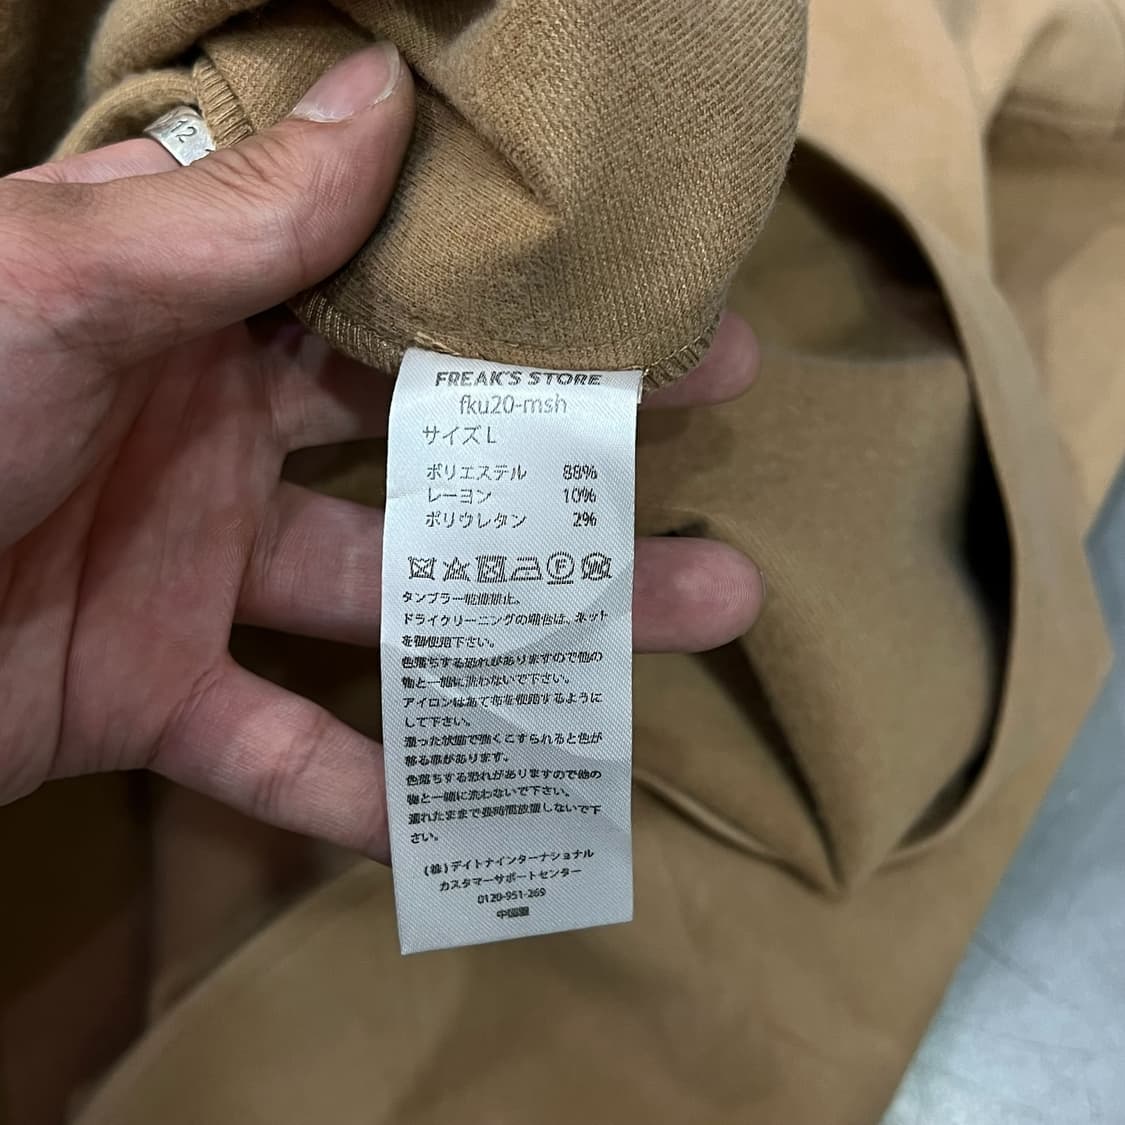 12
FREAK'S STORE
fku20-msh
サイズ L
ポリエステル 88%
レーヨン 10%
ポリウレタン 2%
F
タンブラー乾燥禁止。
ドライクリーニングの場合は、ネット
を御使用下さい。
色落ちする恐れがありますので他の
物と一緒に洗わないで下さい。
アイロンはあて布を使用するように
して下さい。
湿った状態で強くこすられると色が
移る事があります。
色落ちする恐れがありますので他の
物と一緒に洗わないで下さい。
濡れたままで長時間放置しないで下
さい。
(株)デイトナインターナショナル
カスタマーサポートセンター
0120-951-269
中国製